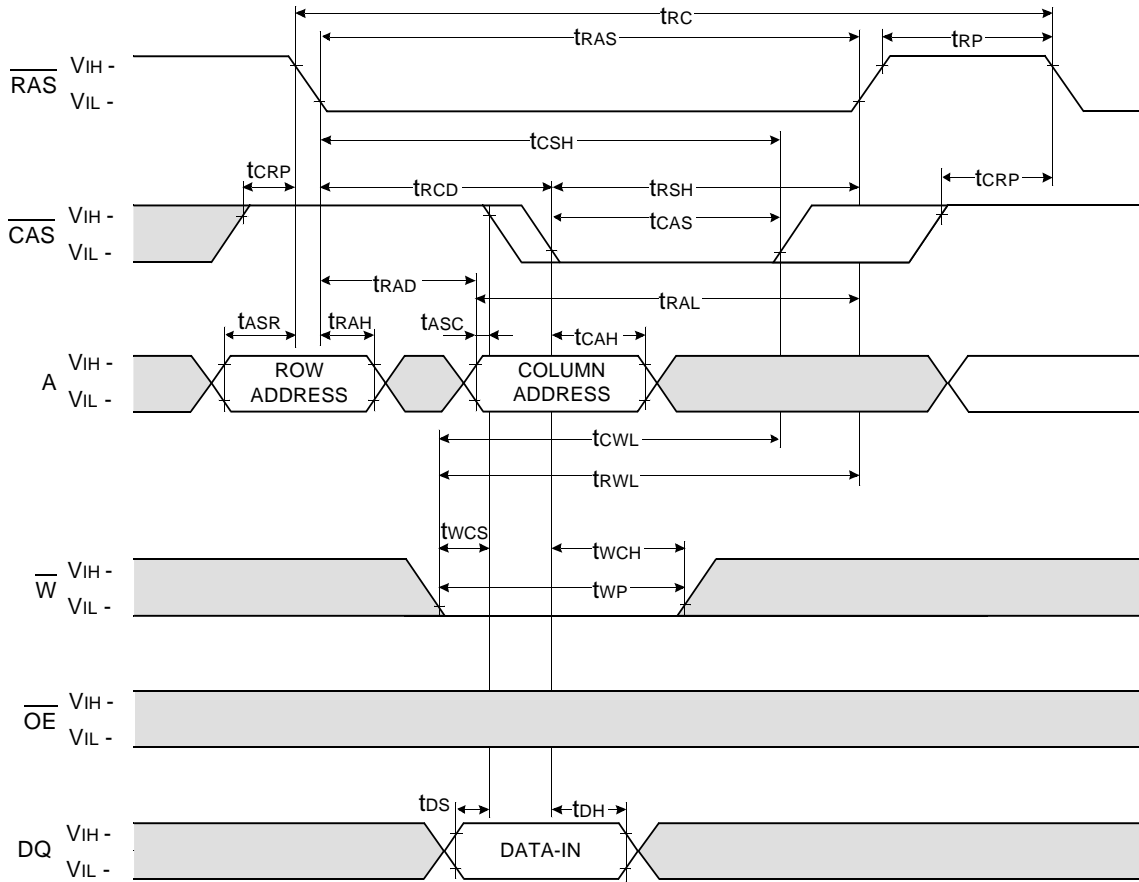 tRC
tRAS
tRP
RAS
VIH -
VIL -
tCSH
tCRP
tRCD
tRSH
tCRP
CAS
VIH -
VIL -
tCAS
tRAD
tRAL
tASR
tRAH
tASC
tCAH
A
VIH -
VIL -
ROW
ADDRESS
COLUMN
ADDRESS
tCWL
tRWL
tWCS
tWCH
W
VIH -
VIL -
tWP
OE
VIH -
VIL -
tDS
tDH
DQ
VIH -
VIL -
DATA-IN